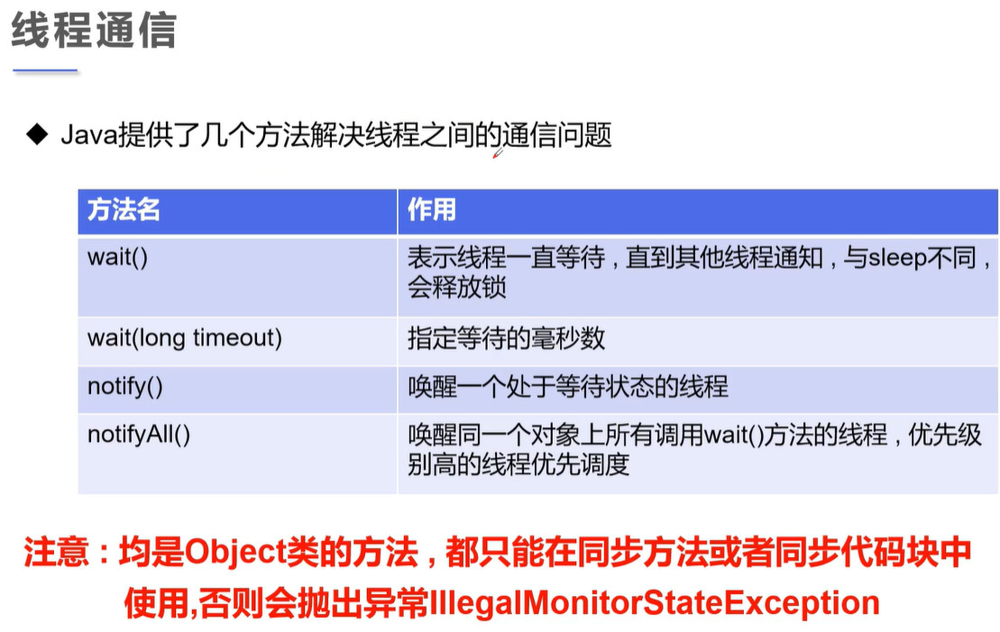 线程通信
◆ Java提供了几个方法解决线程之间的通信问题
方法名 作用
wait() 表示线程一直等待，直到其他线程通知，与sleep不同，
会释放锁
wait(long timeout) 指定等待的毫秒数
notify() 唤醒一个处于等待状态的线程
notifyAll() 唤醒同一个对象上所有调用wait()方法的线程，优先级
别高的线程优先调度
注意：均是Object类的方法，都只能在同步方法或者同步代码块中
使用,否则会抛出异常IllegalMonitorStateException